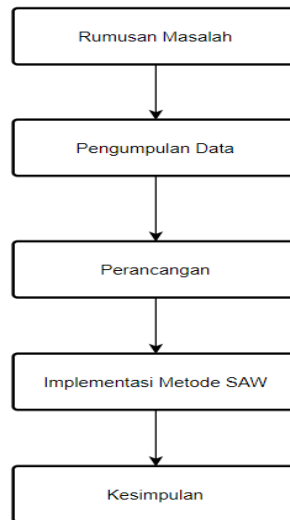 Rumusan Masalah
Pengumpulan Data
Perancangan
Implementasi Metode SAW
Kesimpulan